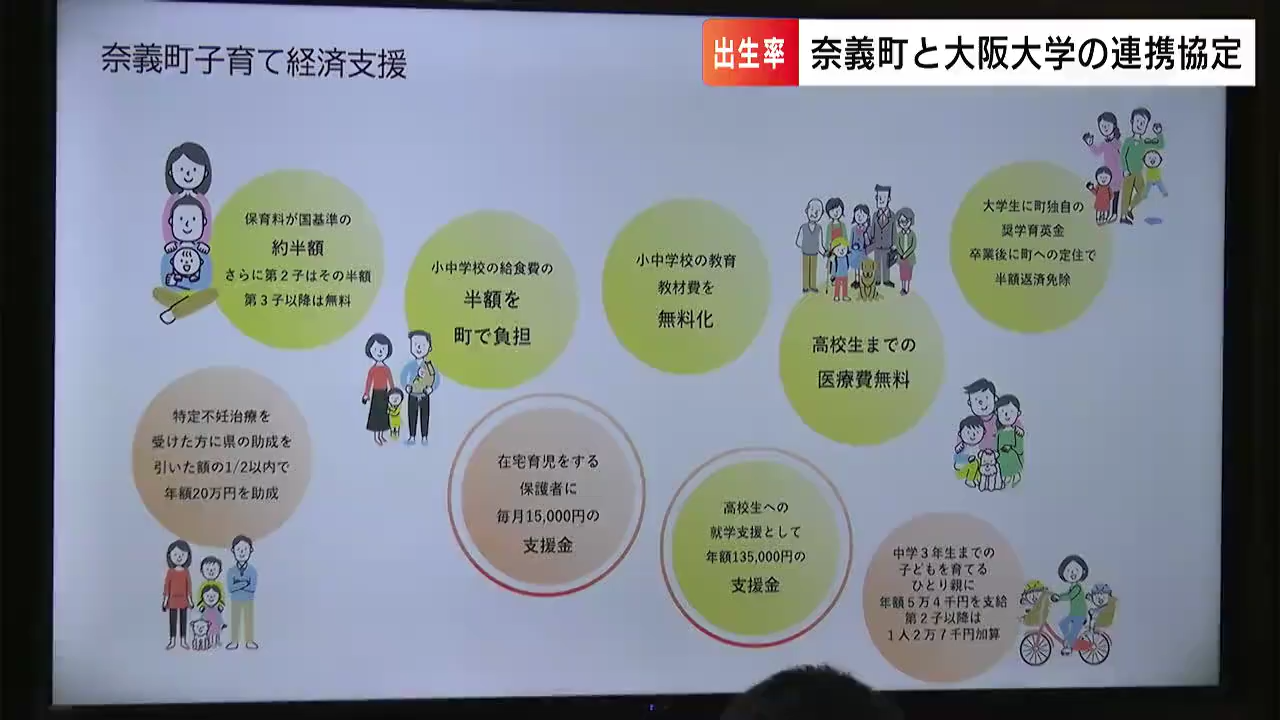 奈義町子育て経済支援
出生率
奈義町と大阪大学の連携協定
保育料が国基準の
約半額
さらに第2子はその半額
第3子以降は無料
小中学校の給食費の
半額を
町で負担
小中学校の教育
教材費を
無料化
高校生までの
医療費無料
大学生に町独自の
奨学育英金
卒業後に町への定住で
半額返済免除
特定不妊治療を
受けた方に県の助成を
引いた額の1/2以内で
年額20万円を助成
在宅育児をする
保護者に
毎月15,000円の
支援金
高校生への
就学支援として
年額135,000円の
支援金
中学3年生までの
子どもを育てる
ひとり親に
年額5万4千円を支給
第2子以降は
1人2万7千円加算